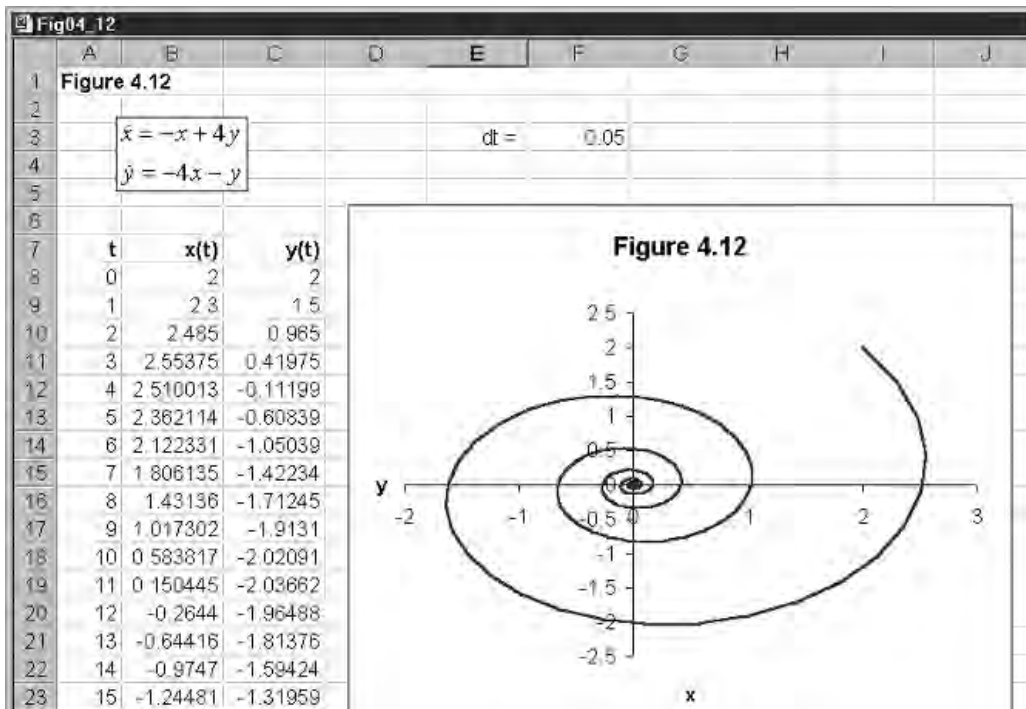 Fig04_12
A B C D E F G H I J
1 Figure 4.12
2
3 ẋ = −x + 4y dt = 0.05
4 ẏ = −4x − y
5
6
7 t x(t) y(t)
8 0 2 2
9 1 2.3 1.5
10 2 2.485 0.965
11 3 2.55375 0.41975
12 4 2.510013 -0.11199
13 5 2.362114 -0.60839
14 6 2.122331 -1.05039
15 7 1.806135 -1.42234
16 8 1.43136 -1.71245
17 9 1.017302 -1.9131
18 10 0.583817 -2.02091
19 11 0.150445 -2.03662
20 12 -0.2644 -1.96488
21 13 -0.64416 -1.81376
22 14 -0.9747 -1.59424
23 15 -1.24481 -1.31959
Figure 4.12
2.5
2
1.5
1
0.5
y 0
-2 -1 -0.5 0 1 2 3
-1
-1.5
-2
-2.5
x